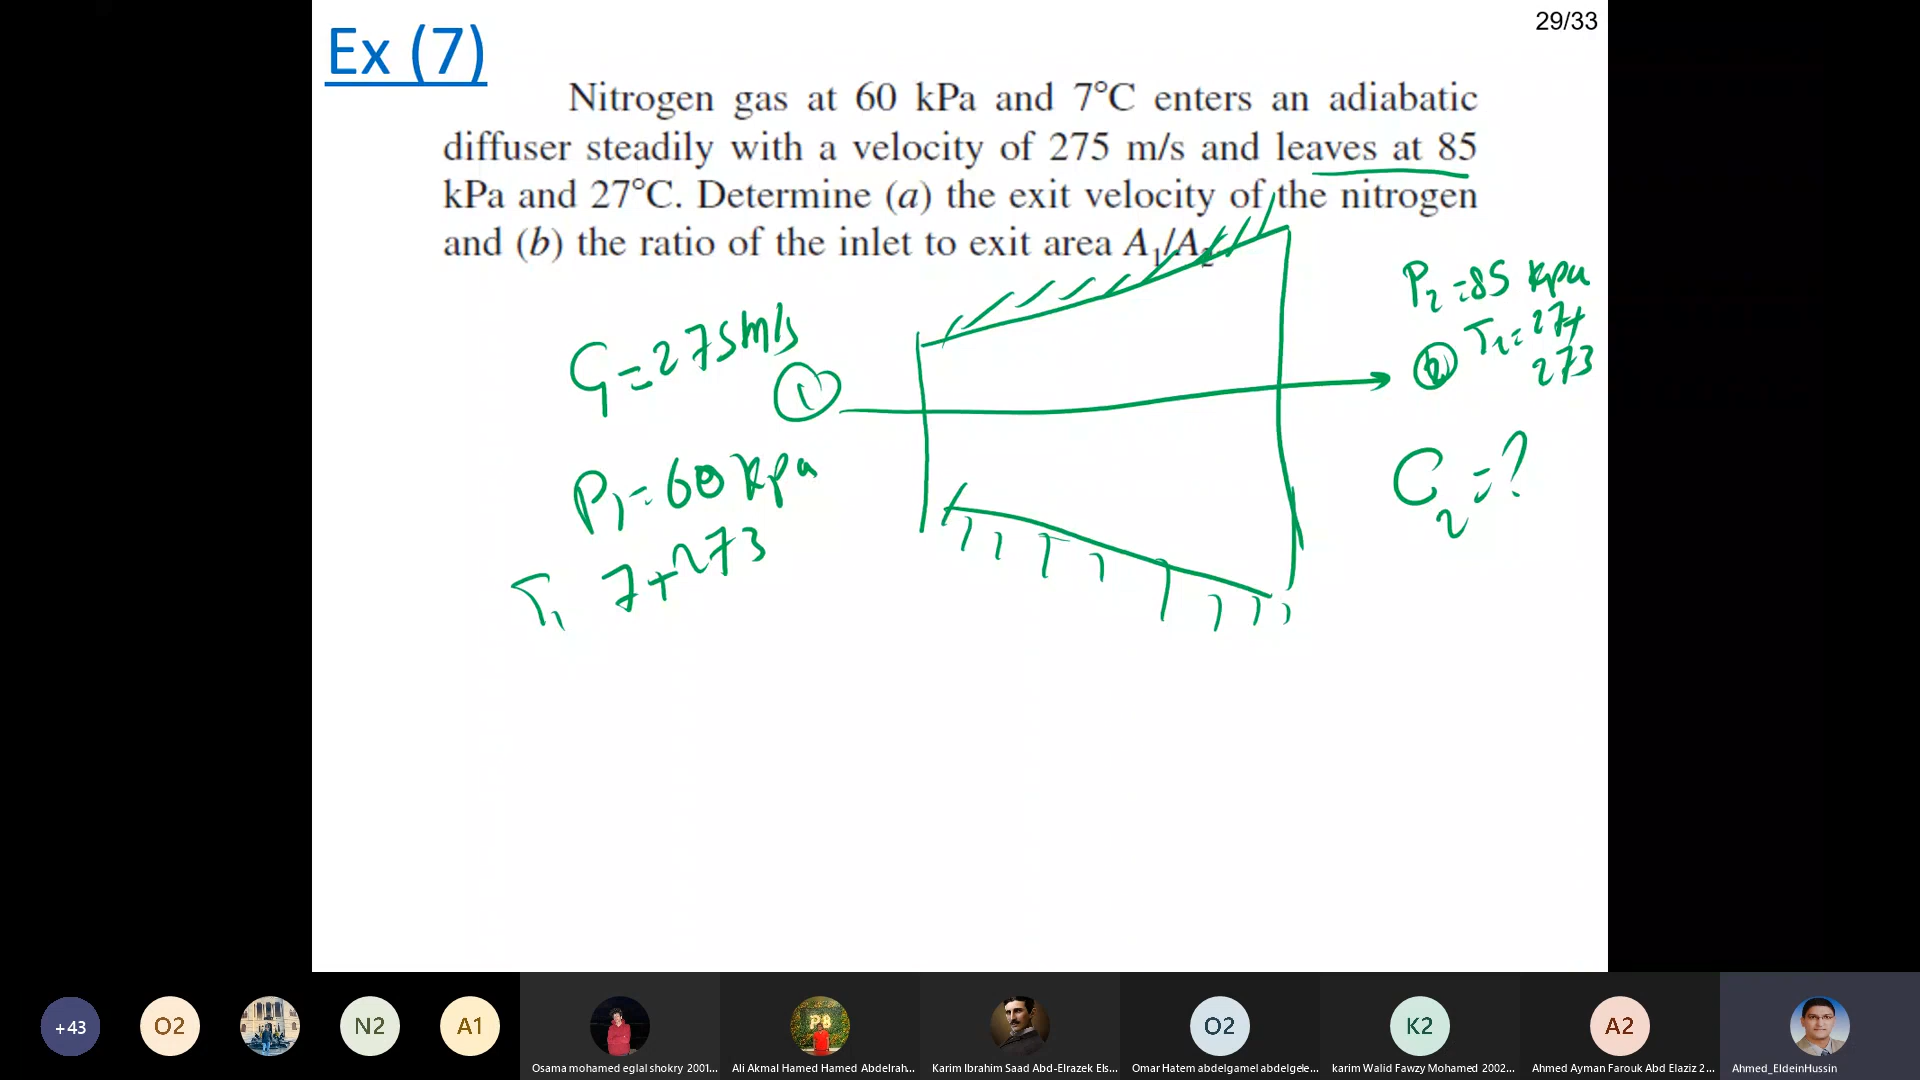 29/33
Ex (7)
Nitrogen gas at 60 kPa and 7°C enters an adiabatic
diffuser steadily with a velocity of 275 m/s and leaves at 85
kPa and 27°C. Determine (a) the exit velocity of the nitrogen
and (b) the ratio of the inlet to exit area A₁/A₂
P₂=85 kpa
C₁=275m/s
T₂=27+
273
1
2
P₁=60 kpa
C₂=?
T₁ 7+273
+43
O2
N2
A1
O2
K2
A2
Osama mohamed eglal shokry 2001...
Ali Akmal Hamed Hamed Abdelrah...
Karim Ibrahim Saad Abd-Elrazek Els...
Omar Hatem abdelgamel abdelgele...
karim Walid Fawzy Mohamed 2002...
Ahmed Ayman Farouk Abd Elaziz 2...
Ahmed_EldeinHussin